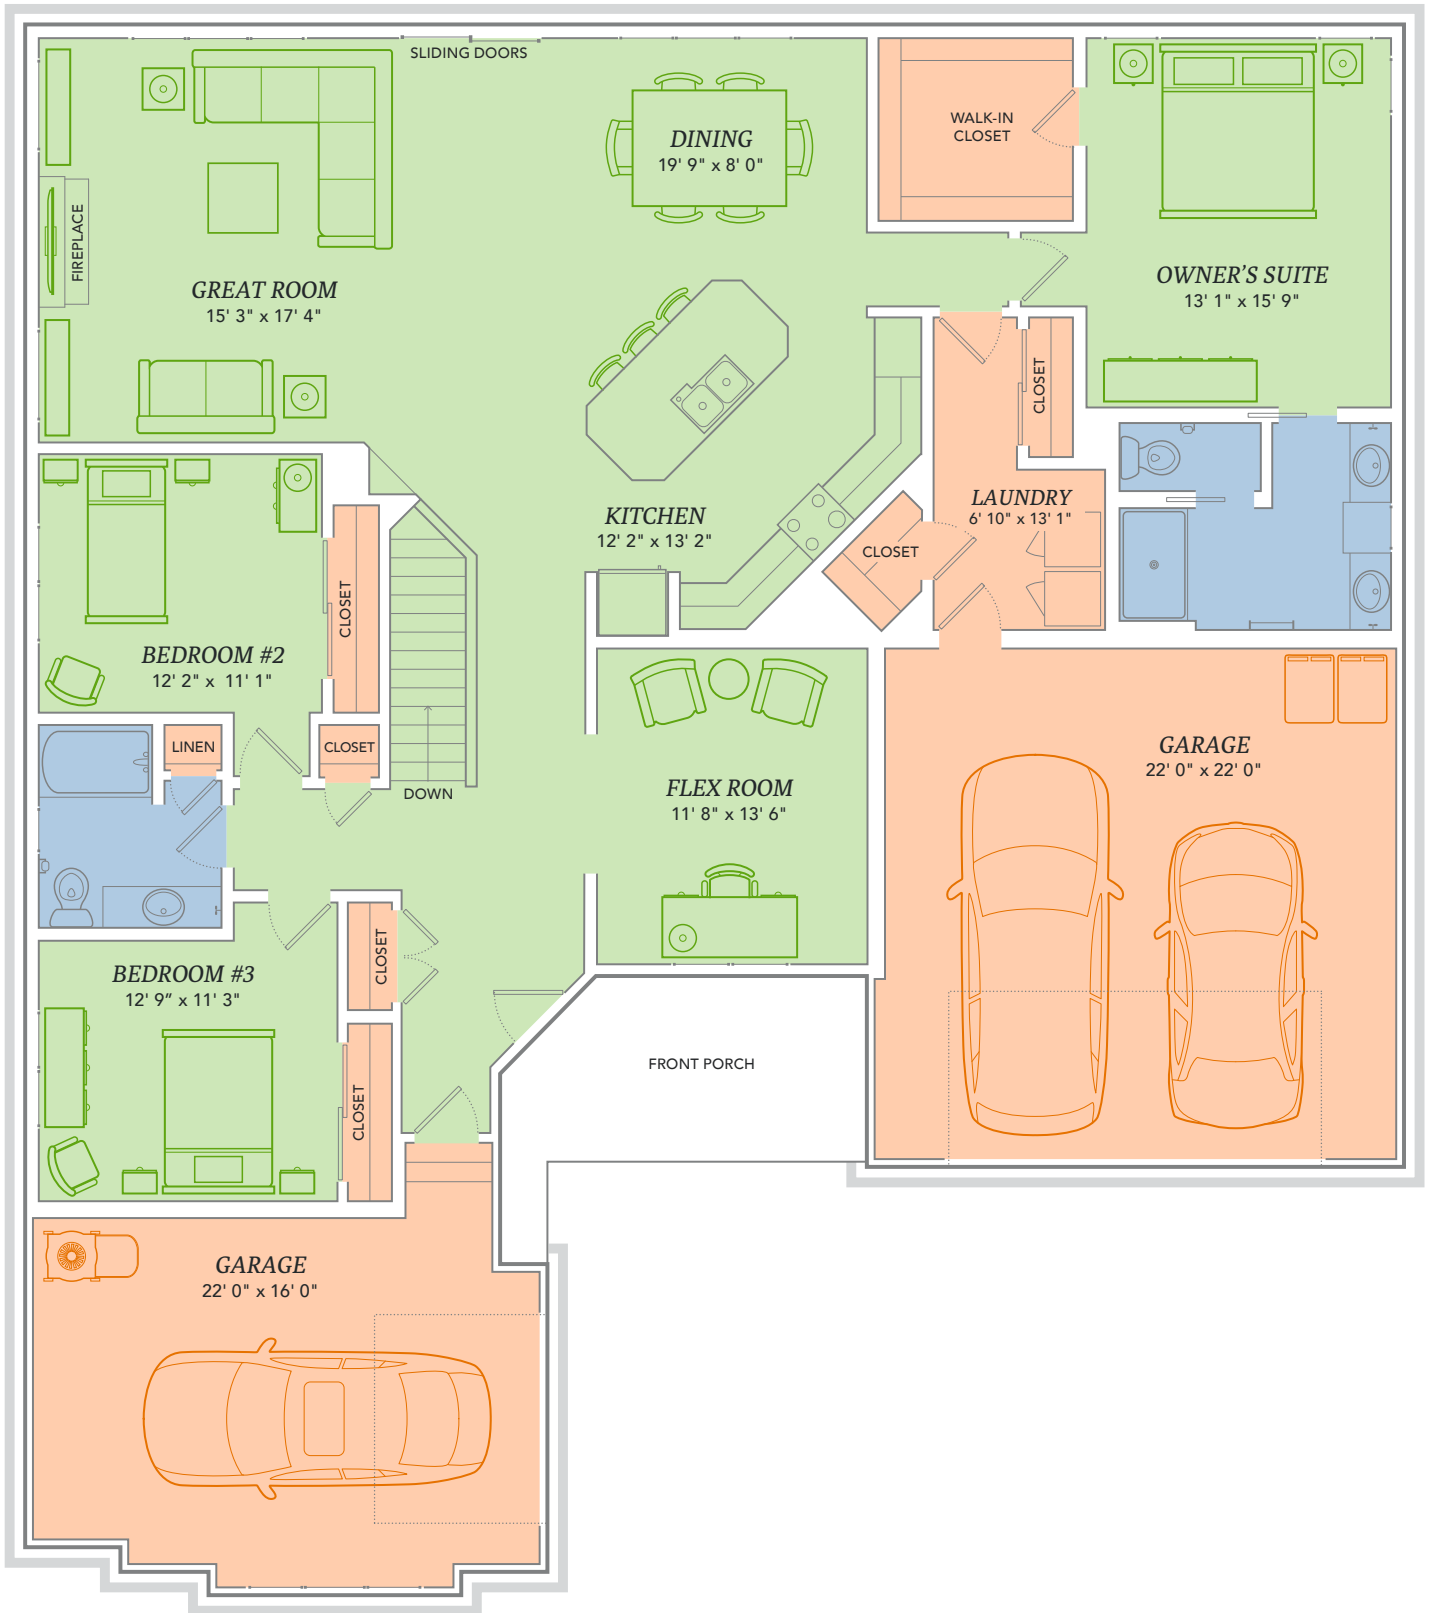 SLIDING DOORS
DINING
19' 9" x 8' 0"
WALK-IN
CLOSET
FIREPLACE
GREAT ROOM
15' 3" x 17' 4"
OWNER'S SUITE
13' 1" x 15' 9"
CLOSET
KITCHEN
12' 2" x 13' 2"
LAUNDRY
6' 10" x 13' 1"
CLOSET
CLOSET
BEDROOM #2
12' 2" x  11' 1"
LINEN
CLOSET
DOWN
FLEX ROOM
11' 8" x 13' 6"
GARAGE
22' 0" x 22' 0"
CLOSET
BEDROOM #3
12' 9” x 11' 3"
CLOSET
FRONT PORCH
GARAGE
22' 0" x 16' 0"